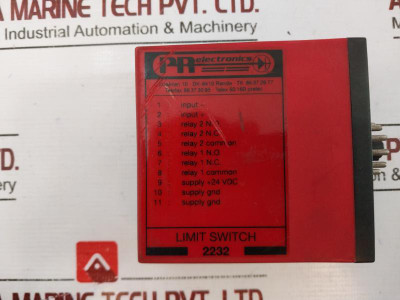 A MARINE TECH PVT.
Industrial Automation & Machinery
PR electronics
1 input -
2 input +
3 relay 2 N.O.
4 relay 2 N.C.
5 relay 2 common
6 relay 1 N.O.
7 relay 1 N.C.
8 relay 1 common
9 supply +24 VDC
10 supply gnd
11 supply gnd
LIMIT SWITCH
2232